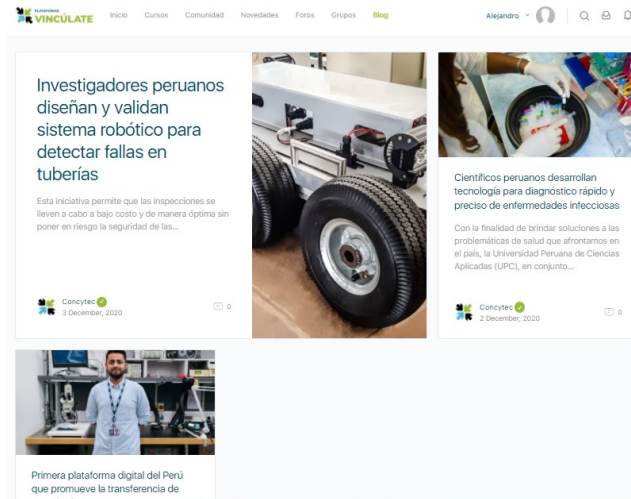 PLATAFORMA
VINCÚLATE
Inicio Cursos Comunidad Novedades Foros Grupos Blog
Alejandro
Investigadores peruanos
diseñan y validan
sistema robótico para
detectar fallas en
tuberías
Esta iniciativa permite que las inspecciones se
lleven a cabo a bajo costo y de manera óptima sin
poner en riesgo la seguridad de las...
Concytec
3 December, 2020
0
Científicos peruanos desarrollan
tecnología para diagnóstico rápido y
preciso de enfermedades infecciosas
Con la finalidad de brindar soluciones a las
problemáticas de salud que afrontamos en
el país, la Universidad Peruana de Ciencias
Aplicadas (UPC), en conjunto...
Concytec
2 December, 2020
0
Primera plataforma digital del Perú
que promueve la transferencia de